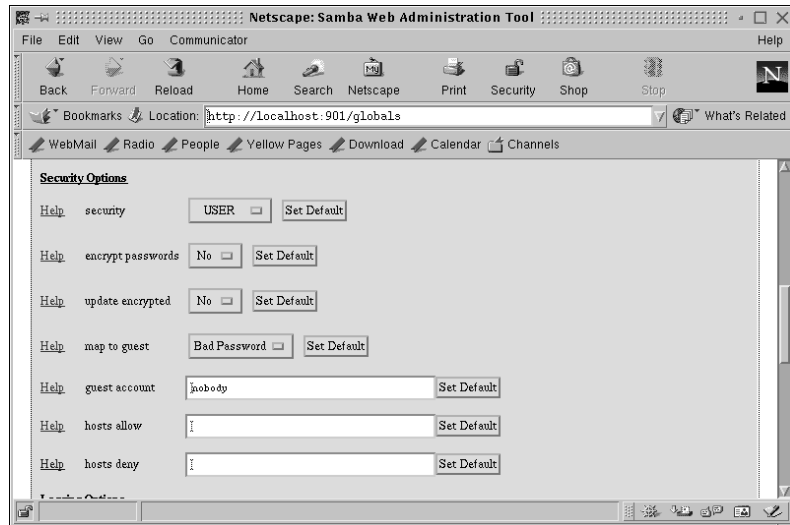 Netscape: Samba Web Administration Tool
File Edit View Go Communicator Help
Back Forward Reload Home Search Netscape Print Security Shop Stop
N
Bookmarks Location: http://localhost:901/globals What's Related
WebMail Radio People Yellow Pages Download Calendar Channels
Security Options
Help security USER Set Default
Help encrypt passwords No Set Default
Help update encrypted No Set Default
Help map to guest Bad Password Set Default
Help guest account nobody Set Default
Help hosts allow Set Default
Help hosts deny Set Default